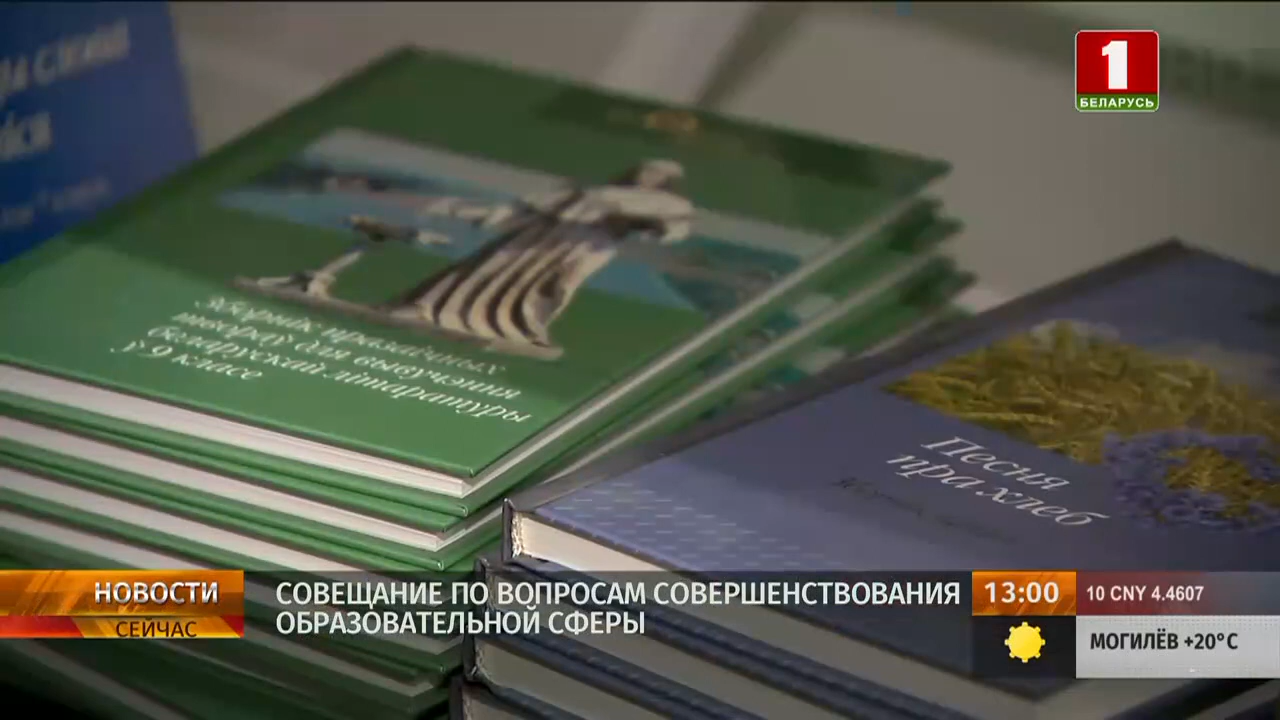 1
БЕЛАРУСЬ
Зборнік празаічных
твораў для вывучэння
беларускай літаратуры
ў 9 класе
Песня
пра хлеб
НОВОСТИ
СЕЙЧАС
СОВЕЩАНИЕ ПО ВОПРОСАМ СОВЕРШЕНСТВОВАНИЯ
ОБРАЗОВАТЕЛЬНОЙ СФЕРЫ
13:00
10 CNY 4.4607
МОГИЛЁВ +20°C